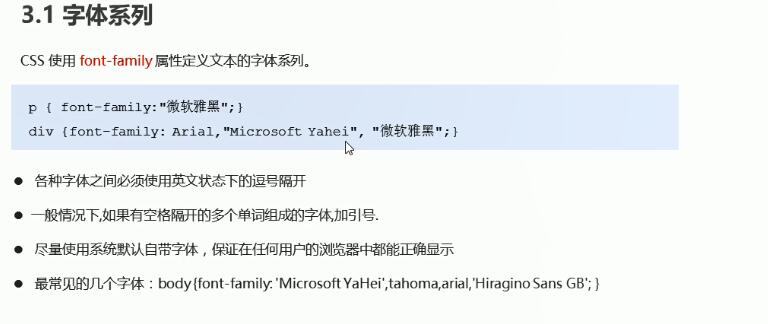 3.1 字体系列
CSS 使用 font-family 属性定义文本的字体系列。
p { font-family:"微软雅黑";}
div {font-family: Arial,"Microsoft Yahei", "微软雅黑";}
● 各种字体之间必须使用英文状态下的逗号隔开
● 一般情况下,如果有空格隔开的多个单词组成的字体,加引号.
● 尽量使用系统默认自带字体，保证在任何用户的浏览器中都能正确显示
● 最常见的几个字体：body{font-family: 'Microsoft YaHei',tahoma,arial,'Hiragino Sans GB'; }